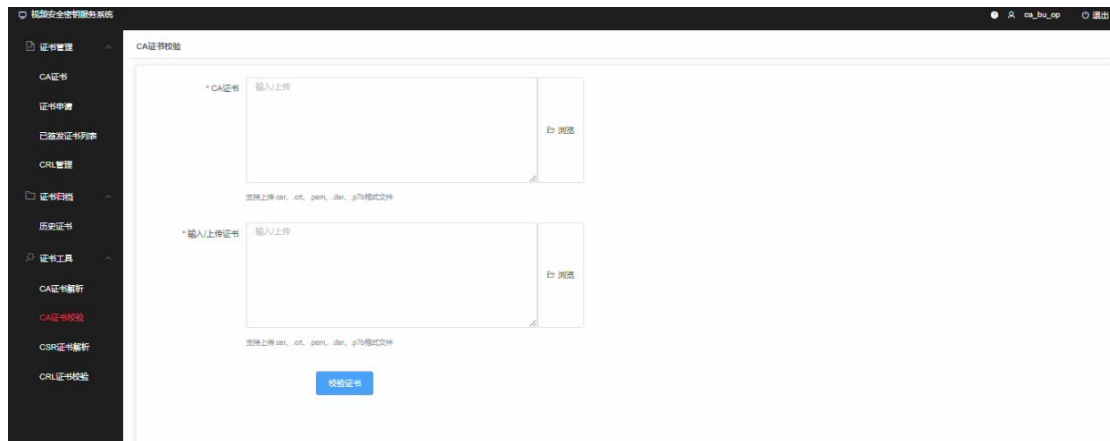 视频安全密钥服务系统
ca_bu_op
退出
证书管理
CA证书
证书申请
已签发证书列表
CRL管理
证书归档
历史证书
证书工具
CA证书解析
CA证书校验
CSR证书解析
CRL证书校验
CA证书校验
* CA证书
输入/上传
浏览
支持上传.cer、.crt、.pem、.der、.p7b格式文件
* 输入/上传证书
输入/上传
浏览
支持上传.cer、.crt、.pem、.der、.p7b格式文件
校验证书